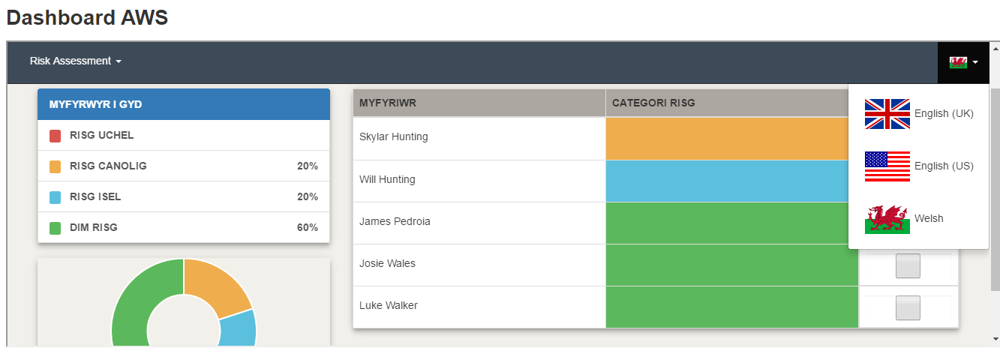 Dashboard AWS
Risk Assessment
MYFYRWYR I GYD
RISG UCHEL
RISG CANOLIG 20%
RISG ISEL 20%
DIM RISG 60%
MYFYRIWR CATEGORI RISG
Skylar Hunting
Will Hunting
James Pedroia
Josie Wales
Luke Walker
English (UK)
English (US)
Welsh